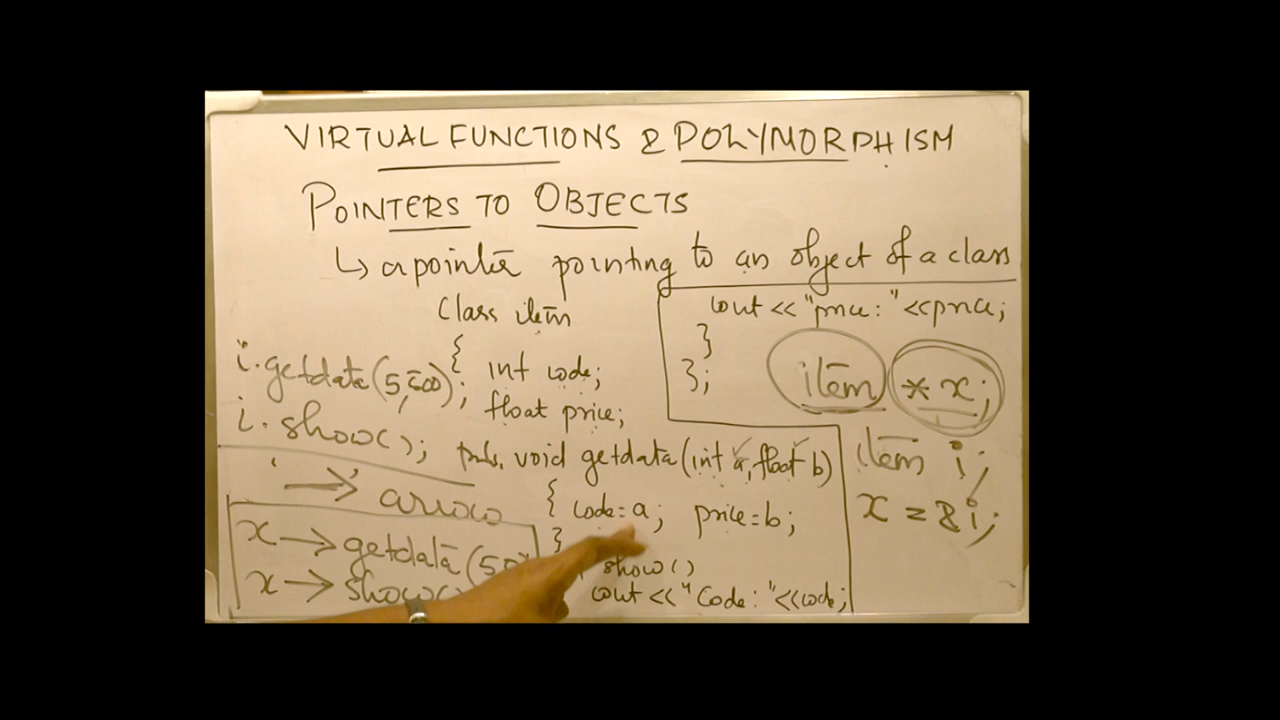 VIRTUAL FUNCTIONS & POLYMORPHISM
POINTERS TO OBJECTS
↳ a pointer pointing to an object of a class
Class item
{ int code;
float price;
void getdata(int a, float b)
{ code=a; price=b;
}
show()
cout <<"Code: "<<code;
cout <<"price: "<<price;
}
};
item *x;
item i;
x = &i;
i.getdata(5, );
i.show();
→ arrow
x→getdata(5
x→show(